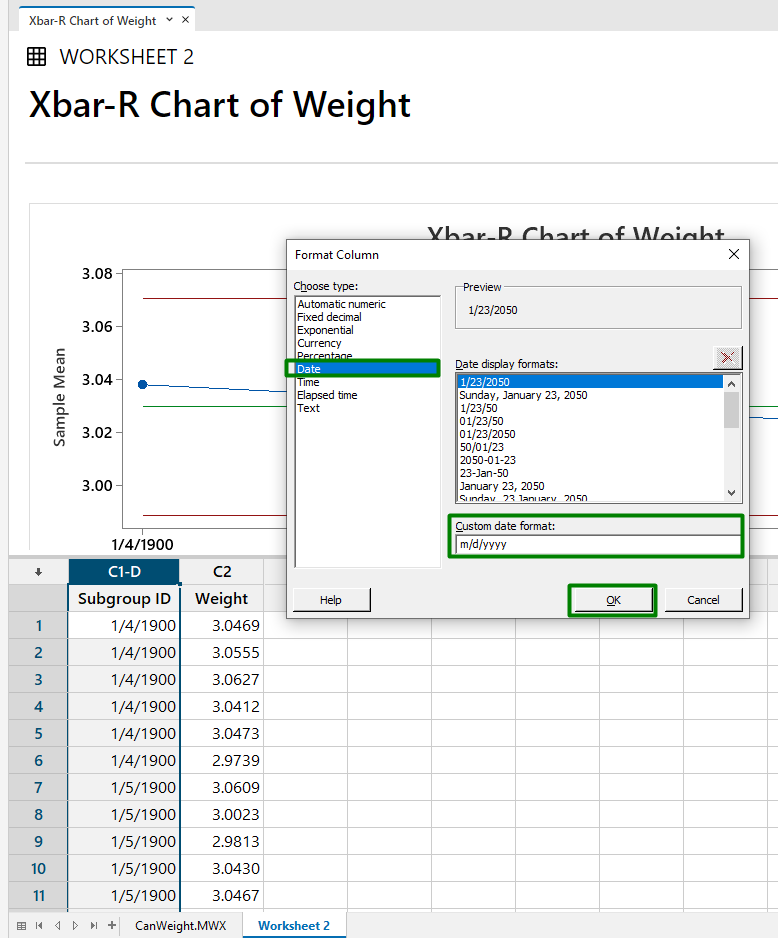 Xbar-R Chart of Weight
WORKSHEET 2
Xbar-R Chart of Weight
Xbar-R Chart of Weight
3.08
3.06
3.04
3.02
3.00
Sample Mean
1/4/1900
Format Column
Choose type:
Automatic numeric
Fixed decimal
Exponential
Currency
Percentage
Date
Time
Elapsed time
Text
Preview
1/23/2050
Date display formats:
1/23/2050
Sunday, January 23, 2050
1/23/50
01/23/50
01/23/2050
50/01/23
2050-01-23
23-Jan-50
January 23, 2050
Sunday, 23 January, 2050
Custom date format:
m/d/yyyy
Help
OK
Cancel
C1-D C2
Subgroup ID Weight
1 1/4/1900 3.0469
2 1/4/1900 3.0555
3 1/4/1900 3.0627
4 1/4/1900 3.0412
5 1/4/1900 3.0473
6 1/4/1900 2.9739
7 1/5/1900 3.0609
8 1/5/1900 3.0023
9 1/5/1900 2.9813
10 1/5/1900 3.0430
11 1/5/1900 3.0467
CanWeight.MWX Worksheet 2